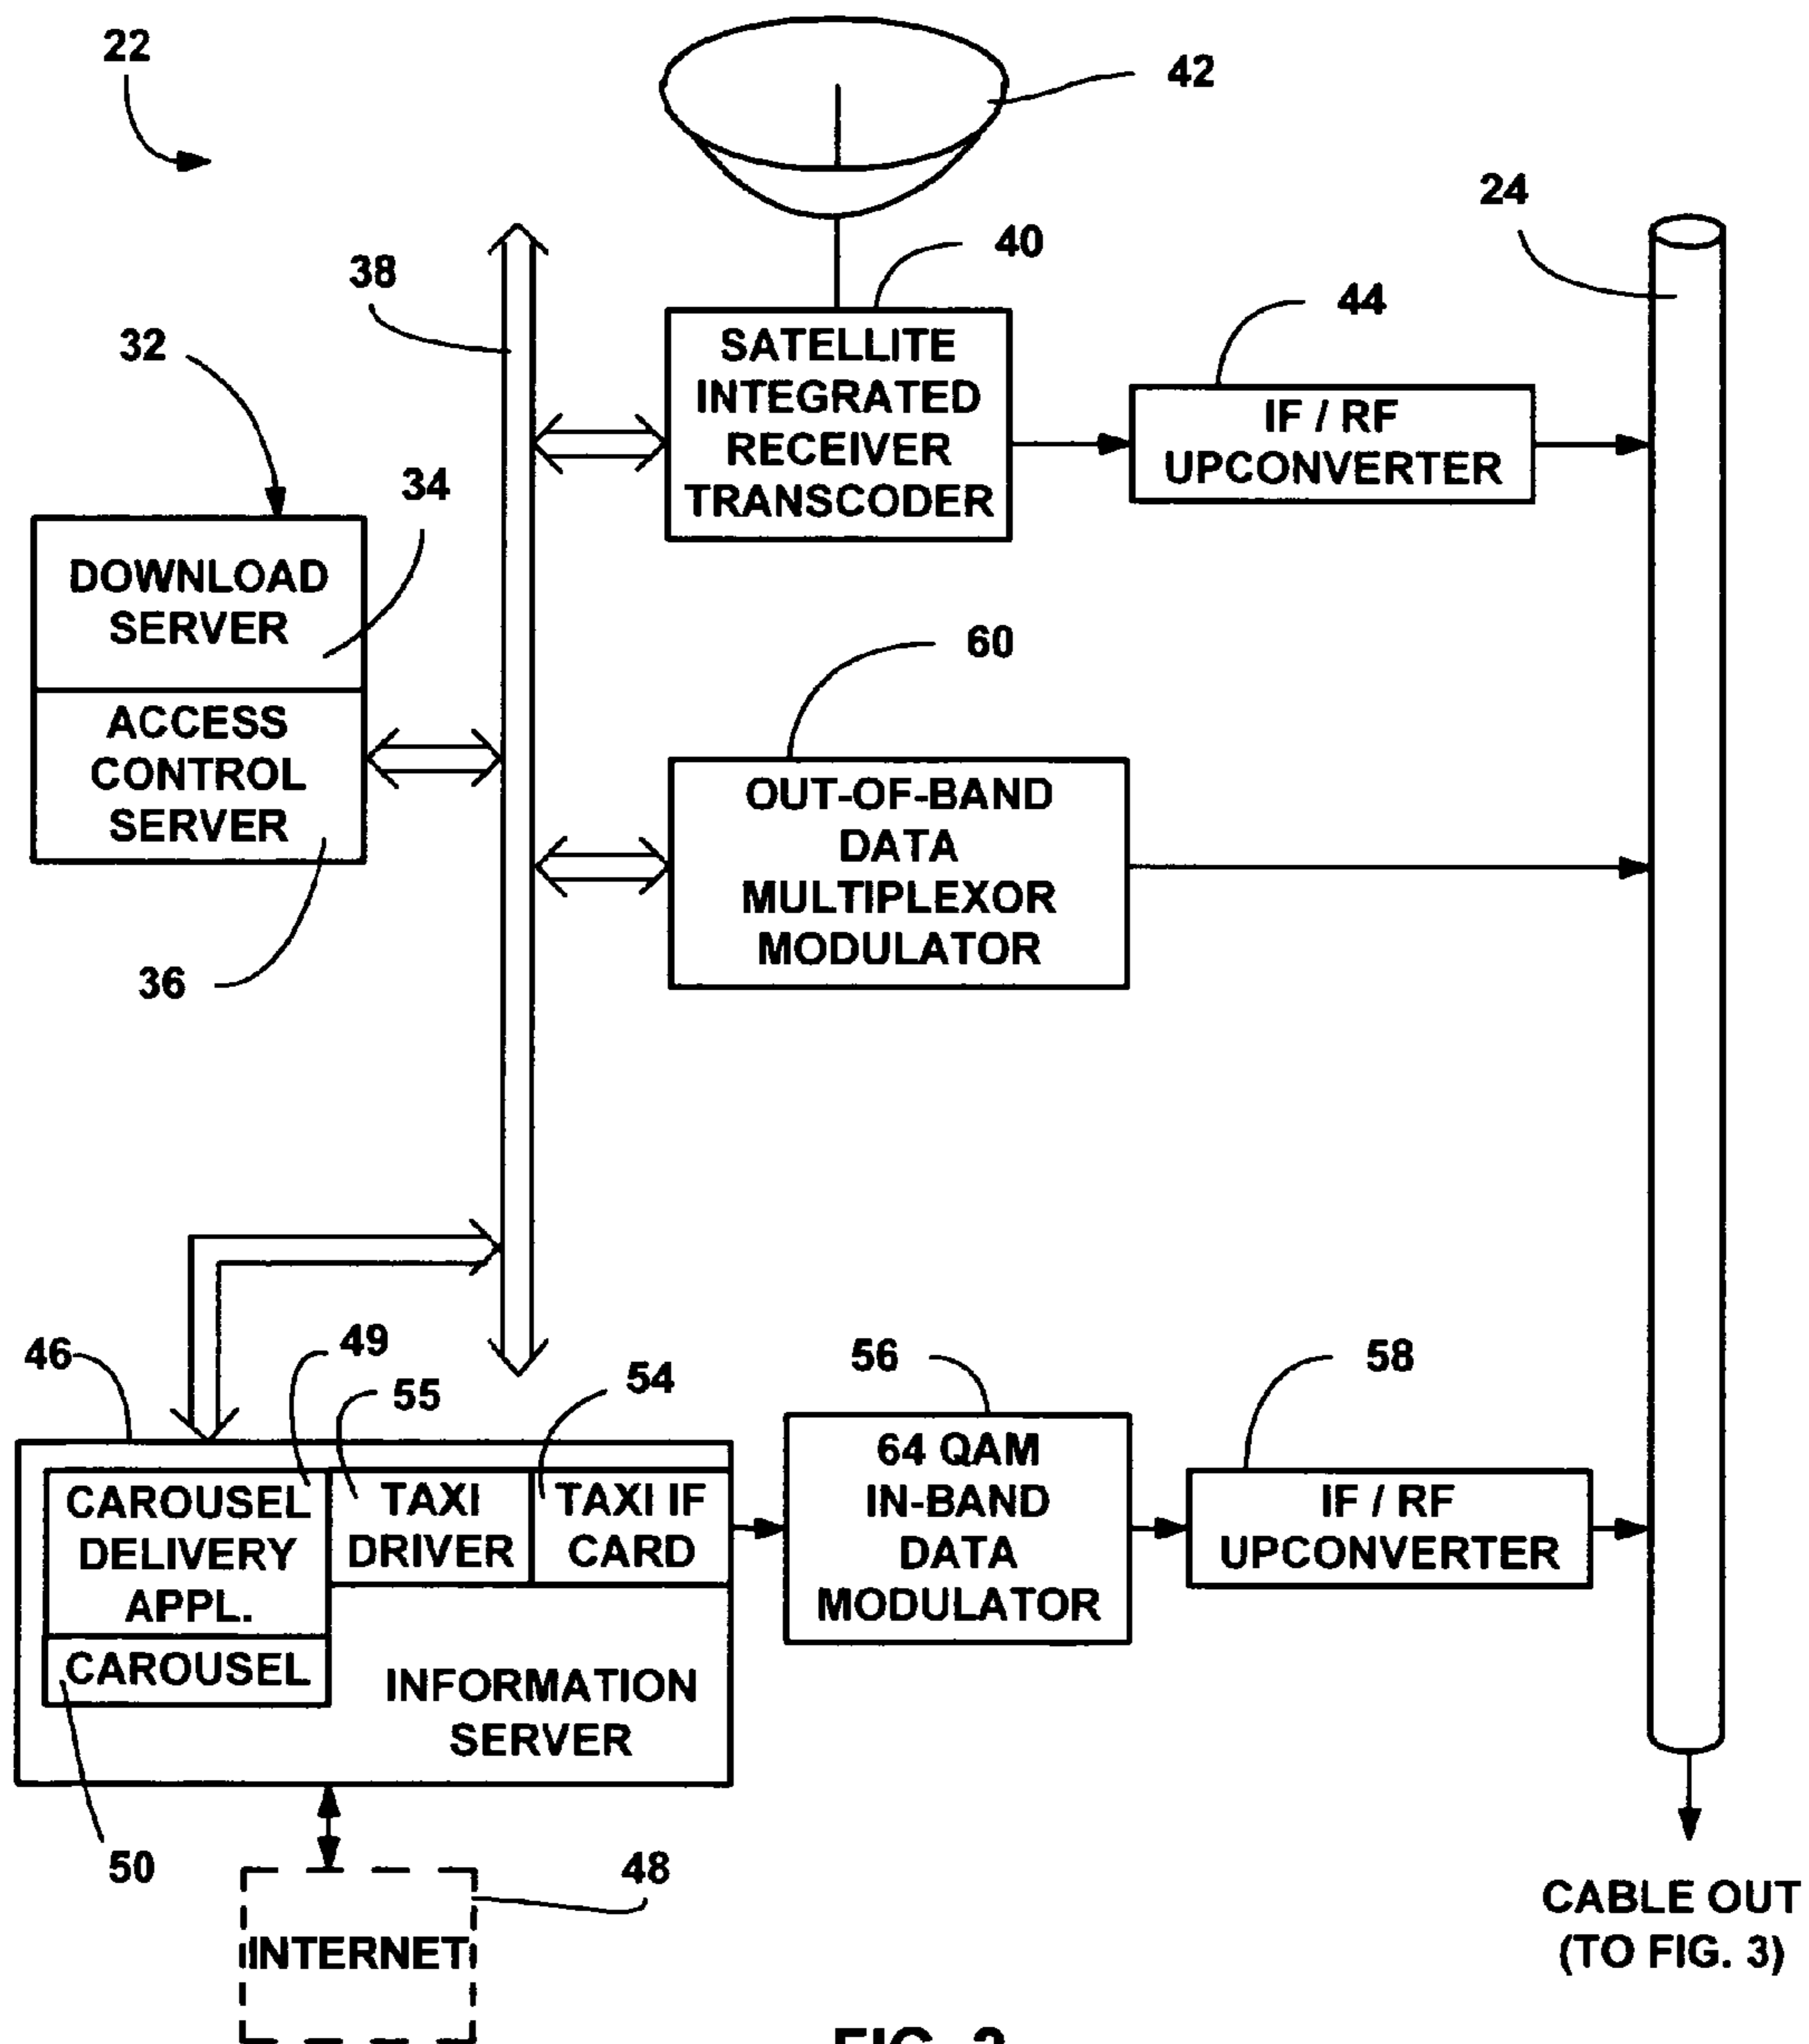 22
42
24
40
38
44
32
SATELLITE
INTEGRATED
RECEIVER
TRANSCODER
IF / RF
UPCONVERTER
34
DOWNLOAD
SERVER
60
ACCESS
CONTROL
SERVER
OUT-OF-BAND
DATA
MULTIPLEXOR
MODULATOR
36
46
49
55
54
56
58
CAROUSEL
DELIVERY
APPL.
TAXI
DRIVER
TAXI IF
CARD
64 QAM
IN-BAND
DATA
MODULATOR
IF / RF
UPCONVERTER
CAROUSEL
INFORMATION
SERVER
50
48
INTERNET
CABLE OUT
(TO FIG. 3)